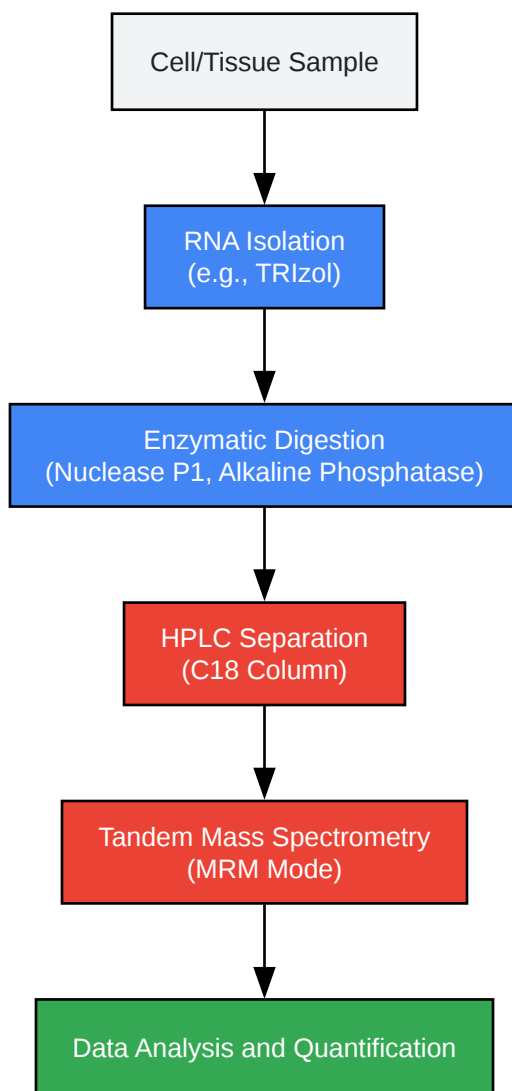 Cell/Tissue Sample
RNA Isolation
(e.g., TRIzol)
Enzymatic Digestion
(Nuclease P1, Alkaline Phosphatase)
HPLC Separation
(C18 Column)
Tandem Mass Spectrometry
(MRM Mode)
Data Analysis and Quantification